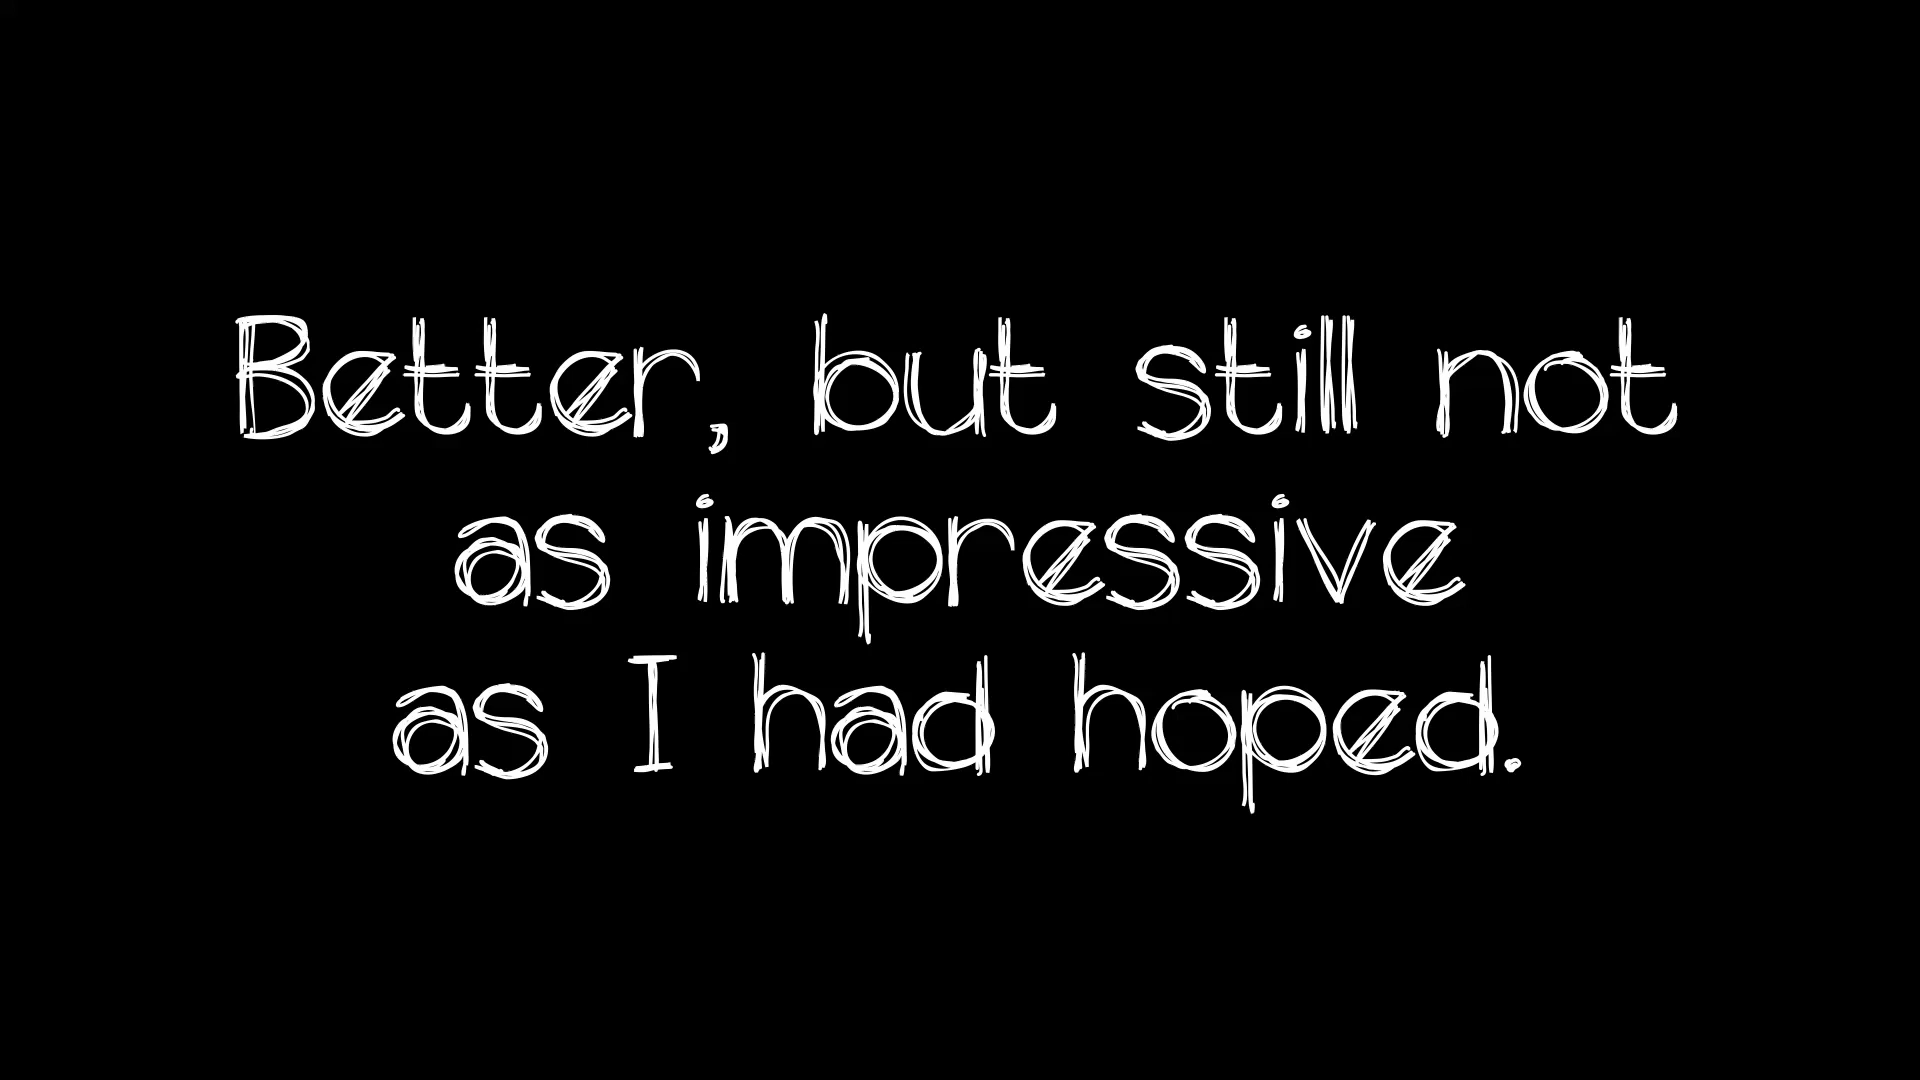 Better, but still not
as impressive
as I had hoped.